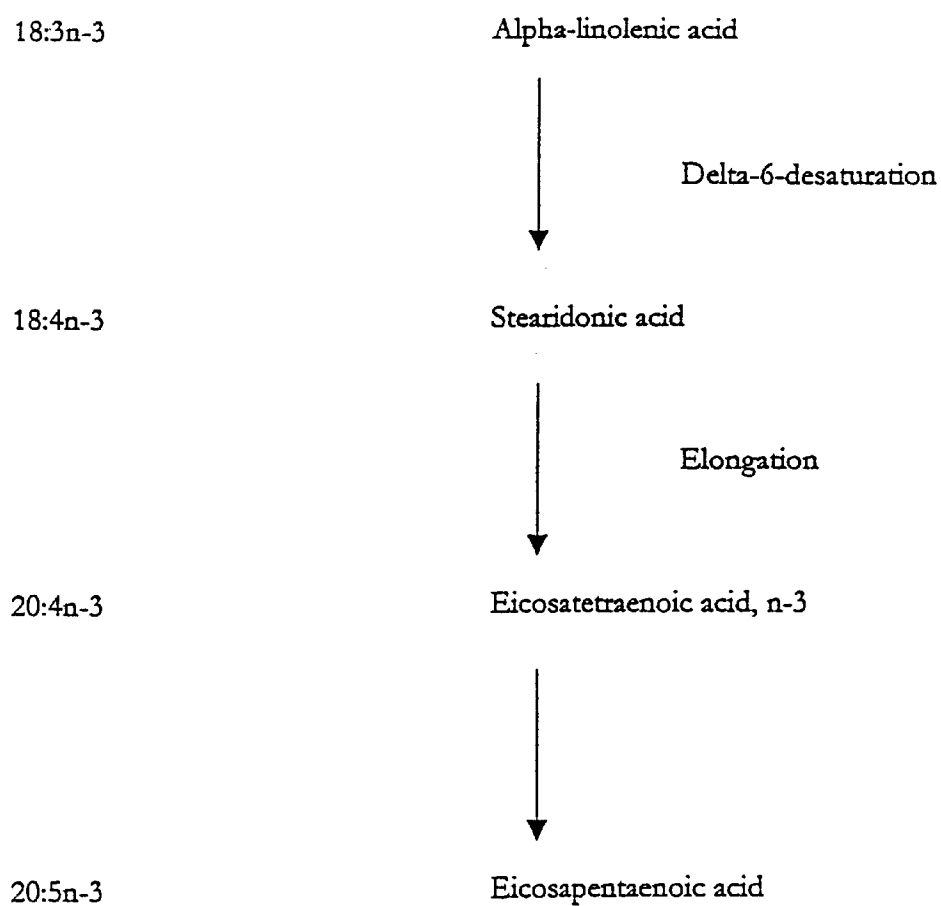 18:3n-3 Alpha-linolenic acid
Delta-6-desaturation
18:4n-3 Stearidonic acid
Elongation
20:4n-3 Eicosatetraenoic acid, n-3
20:5n-3 Eicosapentaenoic acid